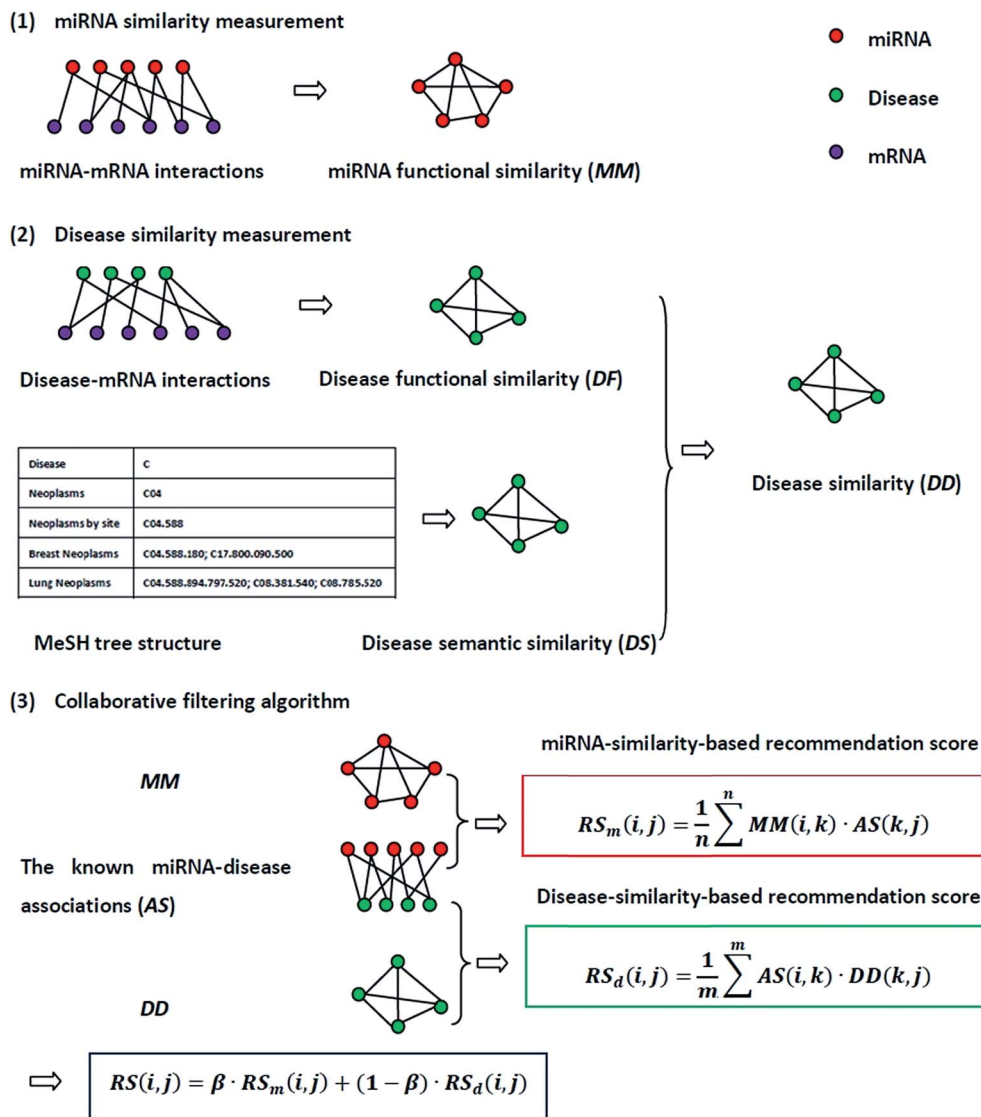 (1) miRNA similarity measurement
miRNA
Disease
mRNA
miRNA-mRNA interactions
miRNA functional similarity (MM)
(2) Disease similarity measurement
Disease-mRNA interactions
Disease functional similarity (DF)
Disease C
Neoplasms C04
Neoplasms by site C04.588
Breast Neoplasms C04.588.180; C17.800.090.500
Lung Neoplasms C04.588.894.797.520; C08.381.540; C08.785.520
MeSH tree structure
Disease semantic similarity (DS)
Disease similarity (DD)
(3) Collaborative filtering algorithm
MM
The known miRNA-disease
associations (AS)
DD
miRNA-similarity-based recommendation score
RS_m(i,j) = 1/n ∑^n MM(i,k) · AS(k,j)
Disease-similarity-based recommendation score
RS_d(i,j) = 1/m ∑^m AS(i,k) · DD(k,j)
RS(i,j) = β · RS_m(i,j) + (1 − β) · RS_d(i,j)